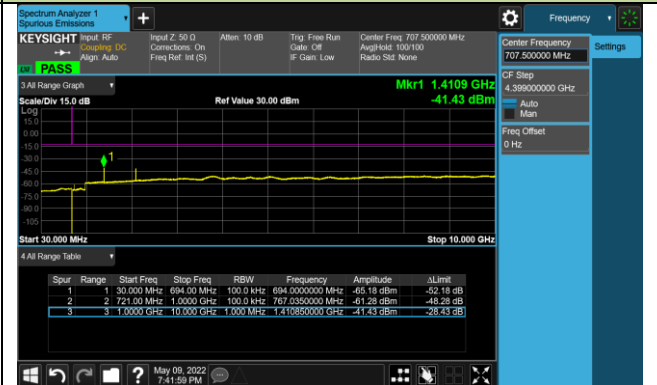 Spectrum Analyzer 1
Spurious Emissions
Frequency
KEYSIGHT Input: RF Input Z: 50 Ω Atten: 10 dB Trig: Free Run Center Freq: 707.500000 MHz
Coupling: DC Corrections: On Gate: Off Avg|Hold: 100/100
Align: Auto Freq Ref: Int (S) IF Gain: Low Radio Std: None
PASS
Center Frequency
707.500000 MHz
Settings
CF Step
4.399000000 GHz
Auto
Man
Freq Offset
0 Hz
3 All Range Graph
Mkr1 1.4109 GHz
Scale/Div 15.0 dB Ref Value 30.00 dBm -41.43 dBm
Log
15.0
0.00
-15.0
-30.0
1
-45.0
-60.0
-75.0
-90.0
-105
Start 30.000 MHz Stop 10.000 GHz
4 All Range Table
Spur Range Start Freq Stop Freq RBW Frequency Amplitude ΔLimit
1 1 30.000 MHz 694.00 MHz 100.0 kHz 694.0000000 MHz -65.18 dBm -52.18 dB
2 2 721.00 MHz 1.0000 GHz 100.0 kHz 767.0350000 MHz -61.28 dBm -48.28 dB
3 3 1.0000 GHz 10.000 GHz 1.000 MHz 1.410850000 GHz -41.43 dBm -28.43 dB
?
May 09, 2022
7:41:59 PM